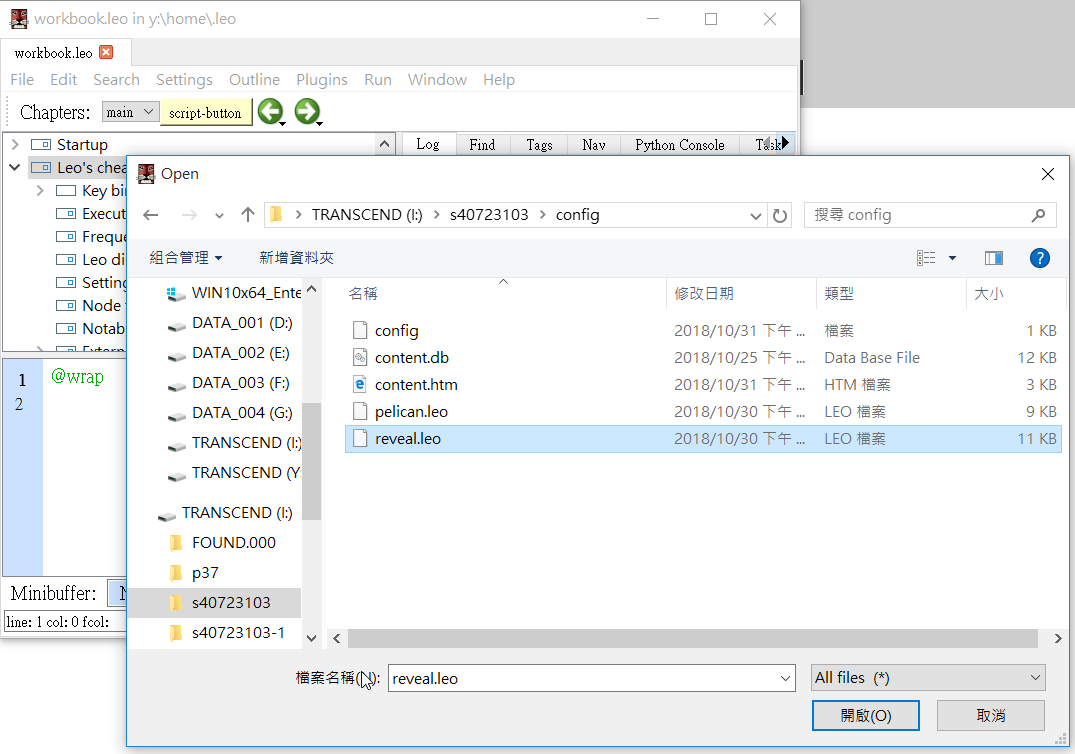 workbook.leo in y:\home\.leo
workbook.leo
File Edit Search Settings Outline Plugins Run Window Help
Chapters: main script-button
Startup
Log Find Tags Nav Python Console Task
Leo's chea
Key bi
Execut
Freque
Leo di
Setting
Node
Notab
Extern
1 @wrap
2
Minibuffer:
line: 1 col: 0 fcol:
Open
TRANSCEND (I:) > s40723103 > config
搜尋 config
組合管理 新增資料夾
WIN10x64_Ente
DATA_001 (D:)
DATA_002 (E:)
DATA_003 (F:)
DATA_004 (G:)
TRANSCEND (I:)
TRANSCEND (Y
TRANSCEND (I:)
FOUND.000
p37
s40723103
s40723103-1
名稱 修改日期 類型 大小
config 2018/10/31 下午 ... 檔案 1 KB
content.db 2018/10/25 下午 ... Data Base File 12 KB
content.htm 2018/10/31 下午 ... HTM 檔案 3 KB
pelican.leo 2018/10/30 下午 ... LEO 檔案 9 KB
reveal.leo 2018/10/30 下午 ... LEO 檔案 11 KB
檔案名稱(N): reveal.leo All files (*)
開啟(O) 取消